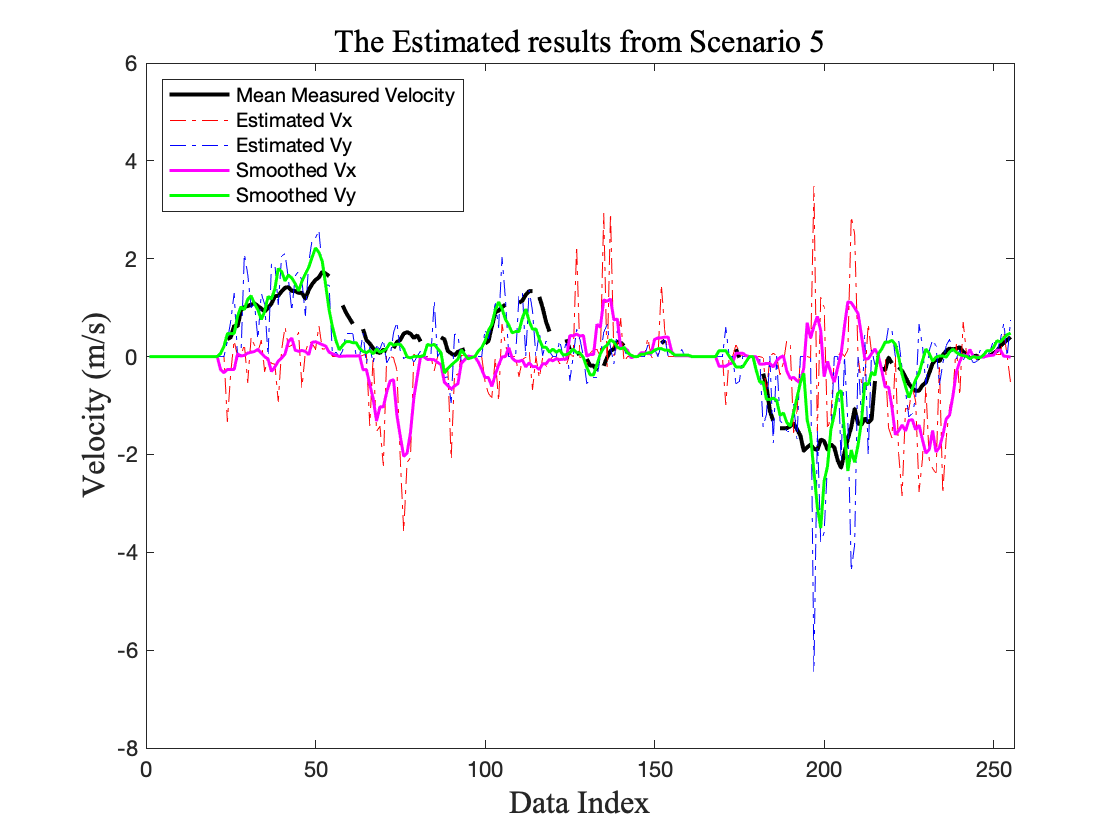 The Estimated results from Scenario 5
6
4
2
0
-2
-4
-6
-8
Velocity (m/s)
Mean Measured Velocity
Estimated Vx
Estimated Vy
Smoothed Vx
Smoothed Vy
0 50 100 150 200 250
Data Index